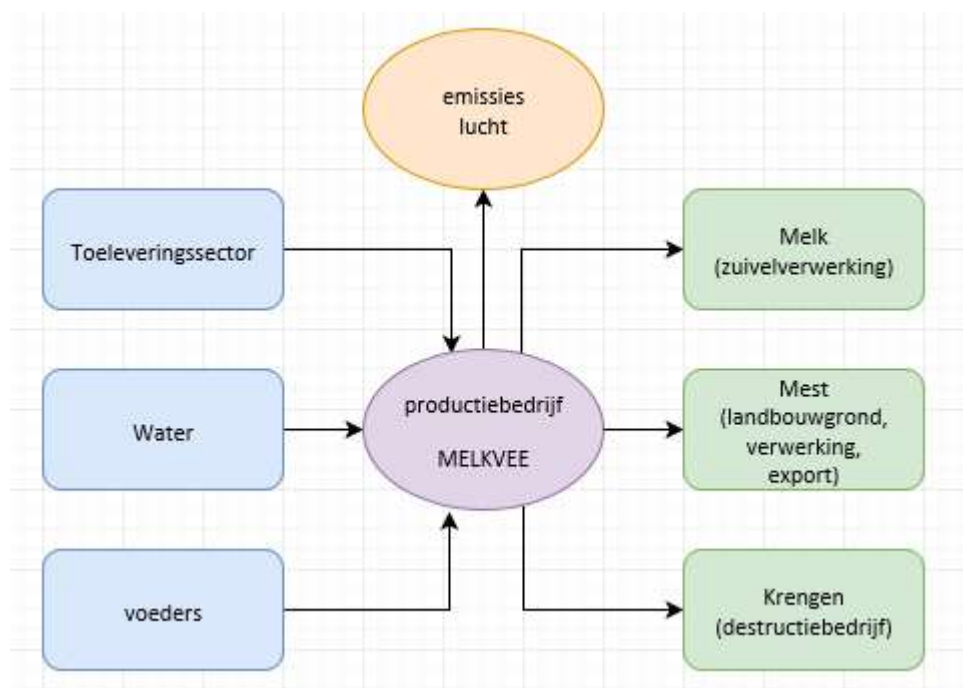 emissies
lucht
Toeleveringssector
Melk
(zuivelverwerking)
Water
productiebedrijf
MELKVEE
Mest
(landbouwgrond,
verwerking,
export)
voeders
Krengen
(destructiebedrijf)